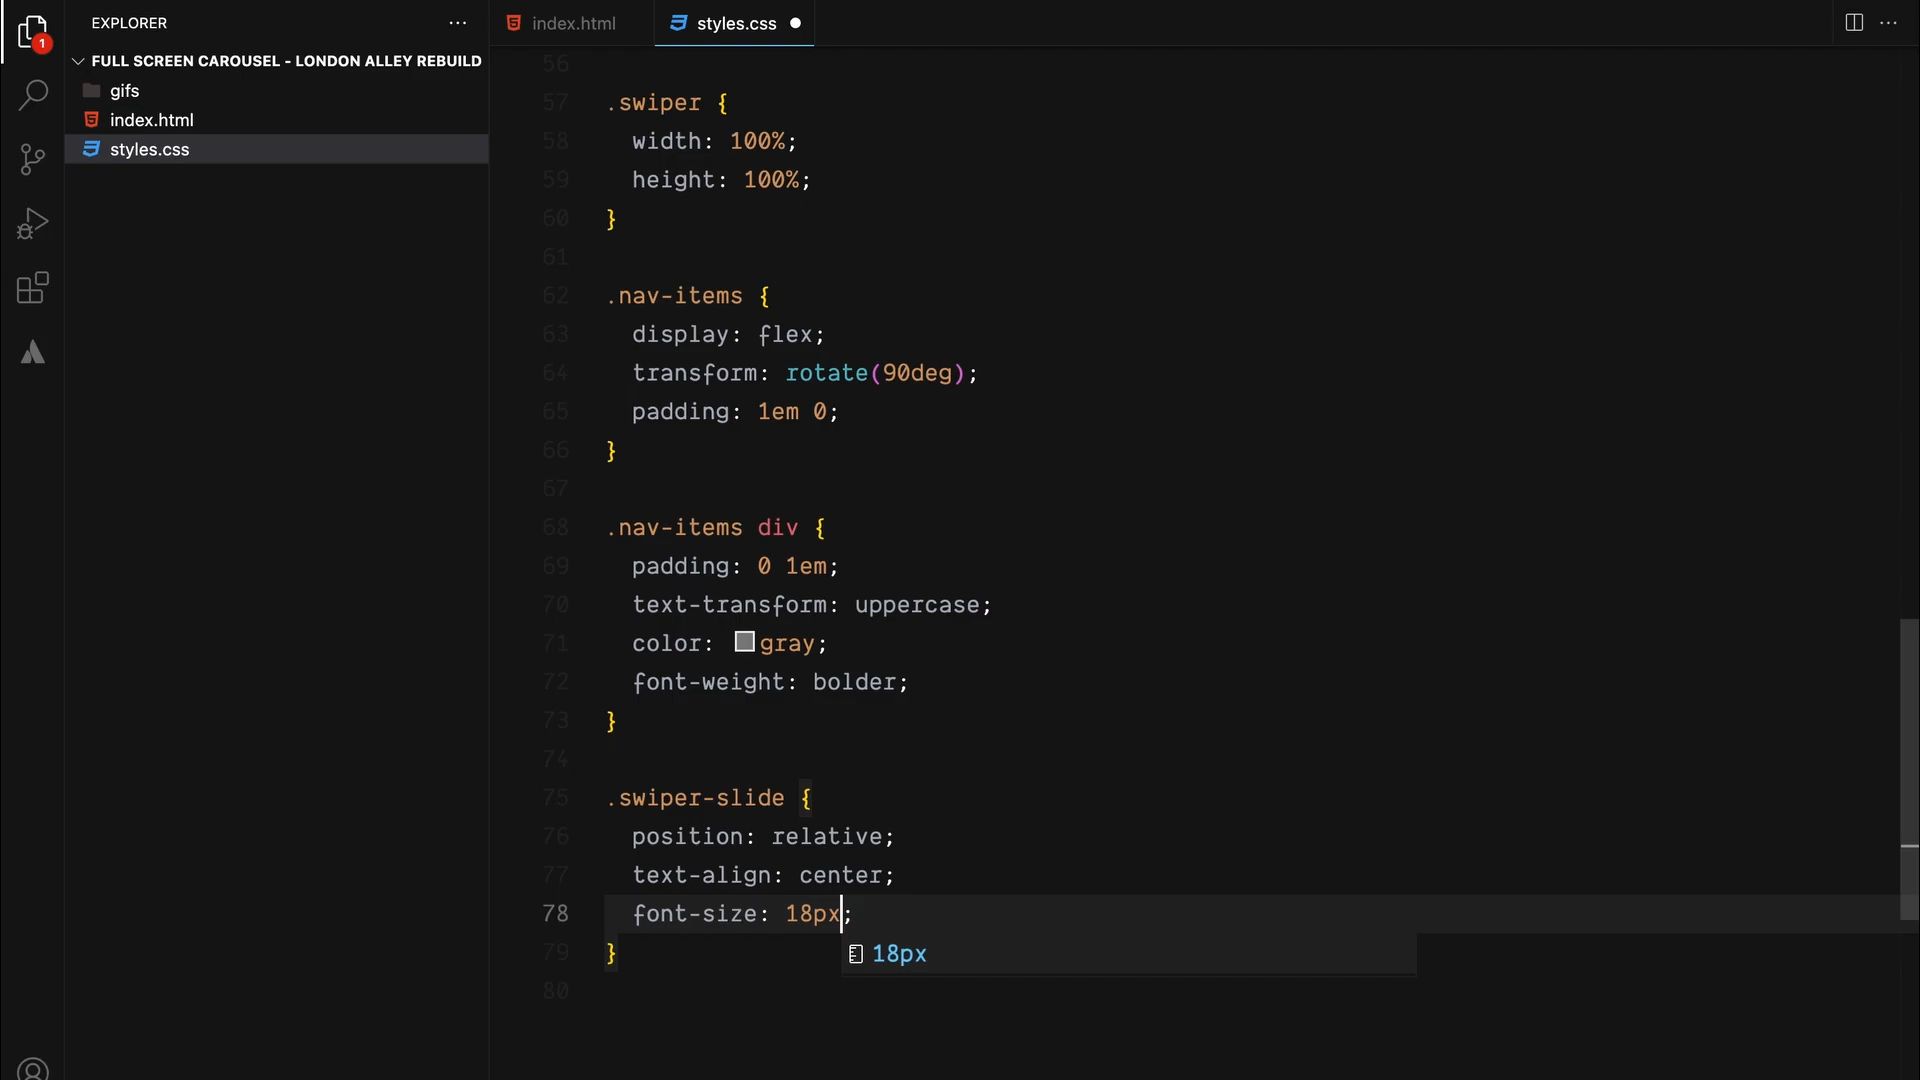 EXPLORER
index.html
styles.css
1
FULL SCREEN CAROUSEL - LONDON ALLEY REBUILD
gifs
index.html
styles.css
56
57 .swiper {
58 width: 100%;
59 height: 100%;
60 }
61
62 .nav-items {
63 display: flex;
64 transform: rotate(90deg);
65 padding: 1em 0;
66 }
67
68 .nav-items div {
69 padding: 0 1em;
70 text-transform: uppercase;
71 color: gray;
72 font-weight: bolder;
73 }
74
75 .swiper-slide {
76 position: relative;
77 text-align: center;
78 font-size: 18px;
79 }
18px
80